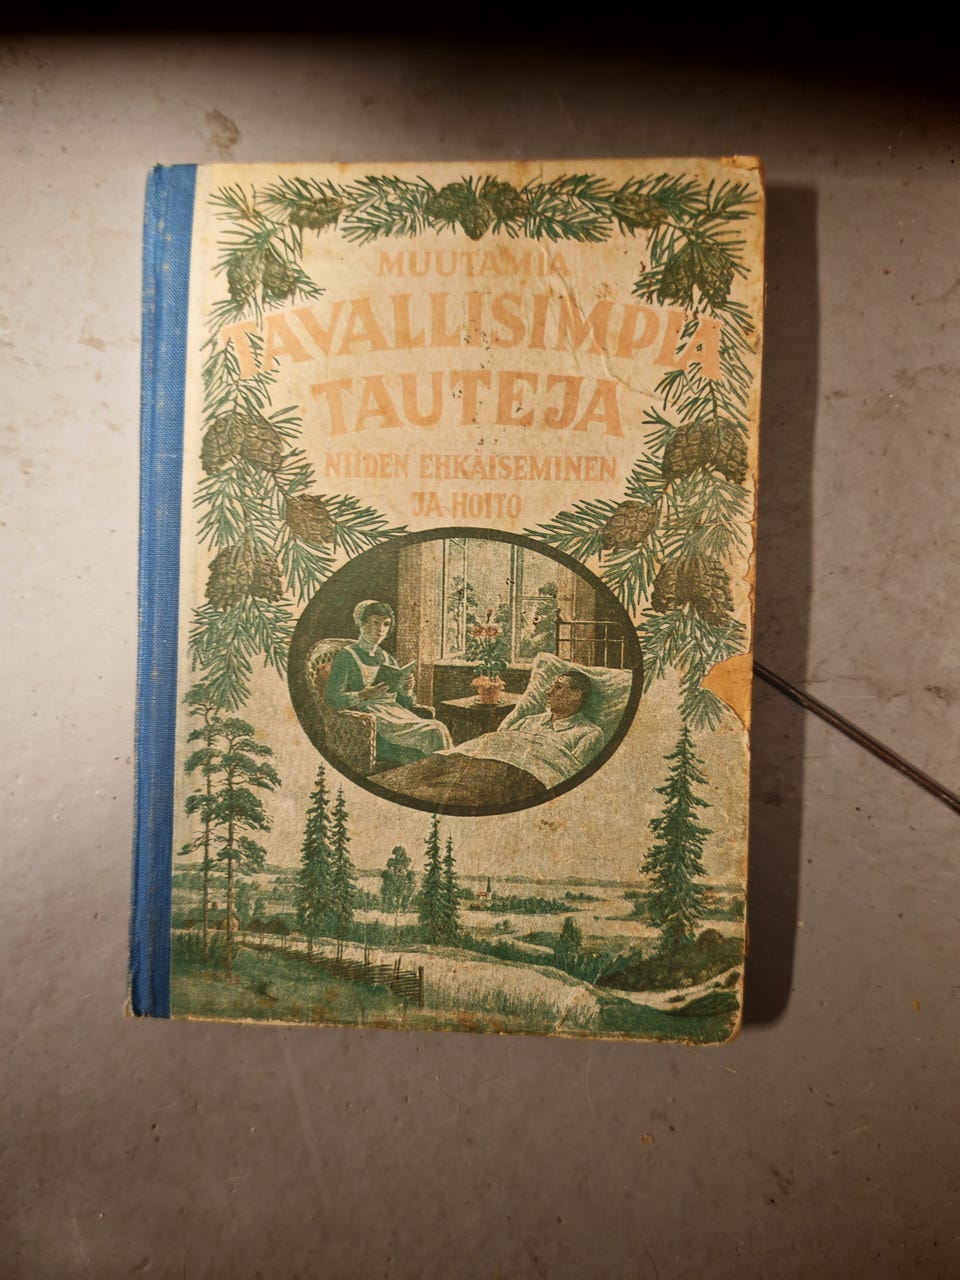 MUUTAMIA
TAVALLISIMPIA
TAUTEJA
NIIDEN EHKÄISEMINEN
JA HOITO